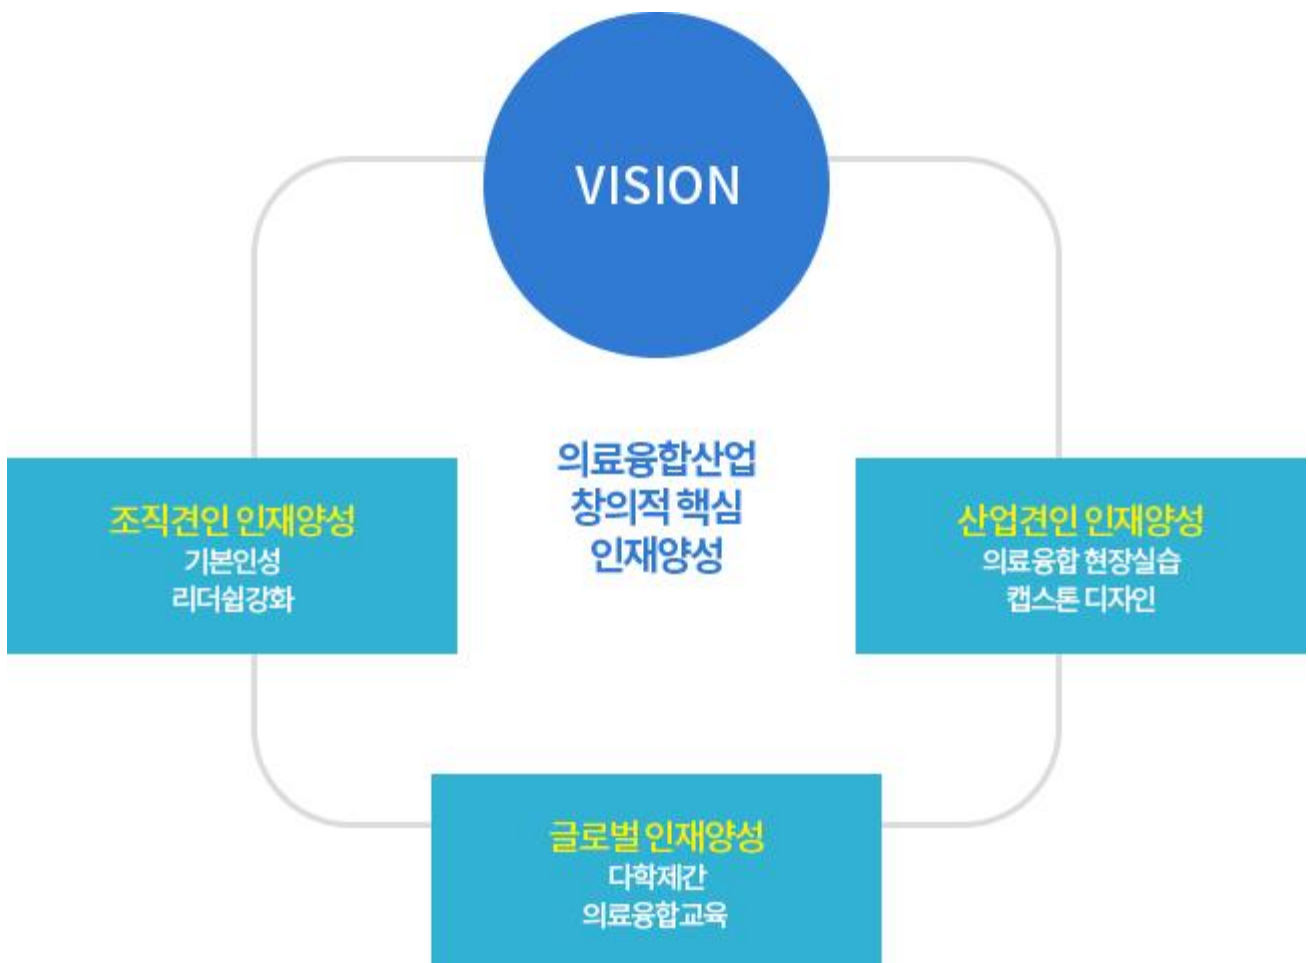 VISION
의료융합산업
창의적 핵심
인재양성
조직견인 인재양성
기본인성
리더쉽강화
산업견인 인재양성
의료융합 현장실습
캡스톤 디자인
글로벌 인재양성
다학제간
의료융합교육